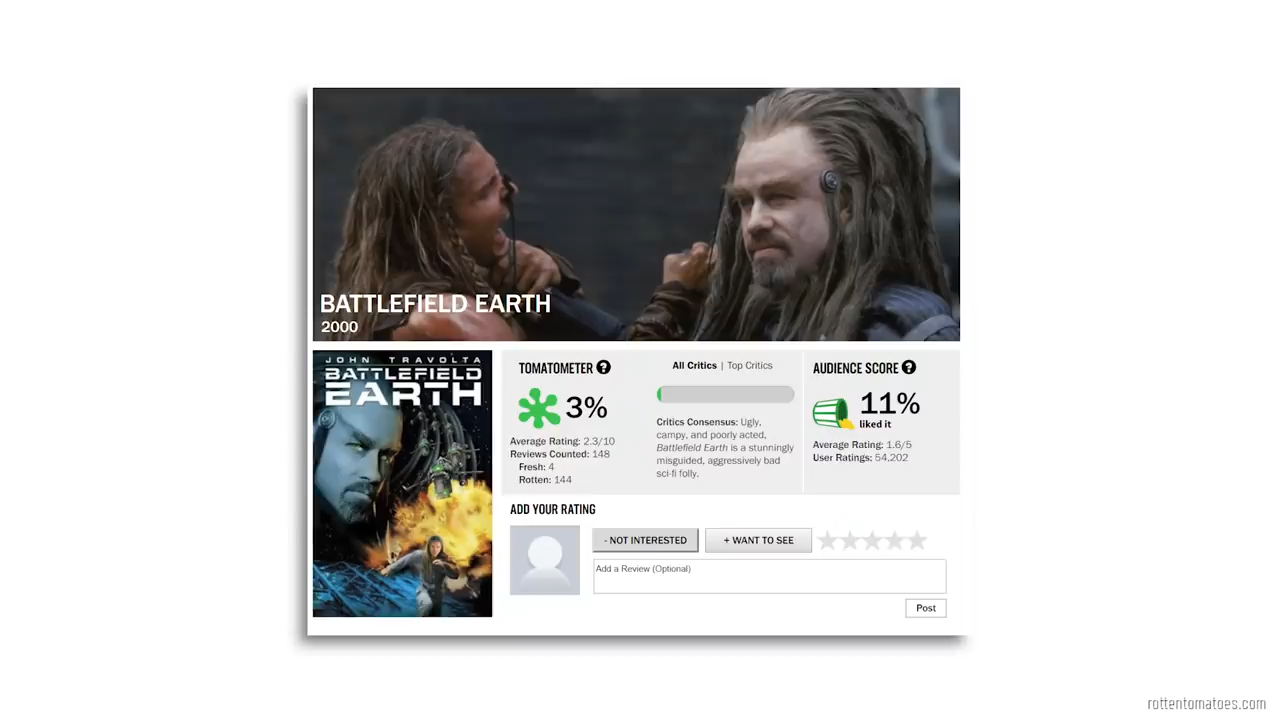 BATTLEFIELD EARTH
2000
JOHN TRAVOLTA
BATTLEFIELD
EARTH
TOMATOMETER ?
3%
Average Rating: 2.3/10
Reviews Counted: 148
Fresh: 4
Rotten: 144
All Critics | Top Critics
Critics Consensus: Ugly,
campy, and poorly acted,
Battlefield Earth is a stunningly
misguided, aggressively bad
sci-fi folly.
AUDIENCE SCORE ?
11%
liked it
Average Rating: 1.6/5
User Ratings: 54,202
ADD YOUR RATING
- NOT INTERESTED
+ WANT TO SEE
Add a Review (Optional)
Post
rottentomatoes.com